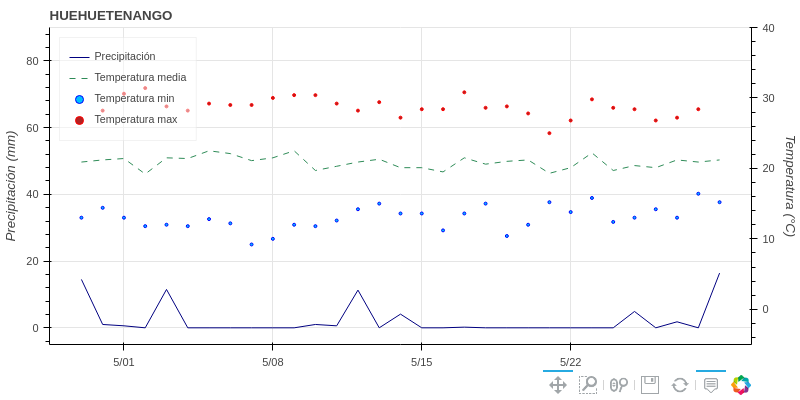 HUEHUETENANGO
Precipitación
Temperatura media
Temperatura min
Temperatura max
Precipitación (mm)
80
60
40
20
0
Temperatura (°C)
40
30
20
10
0
5/01
5/08
5/15
5/22